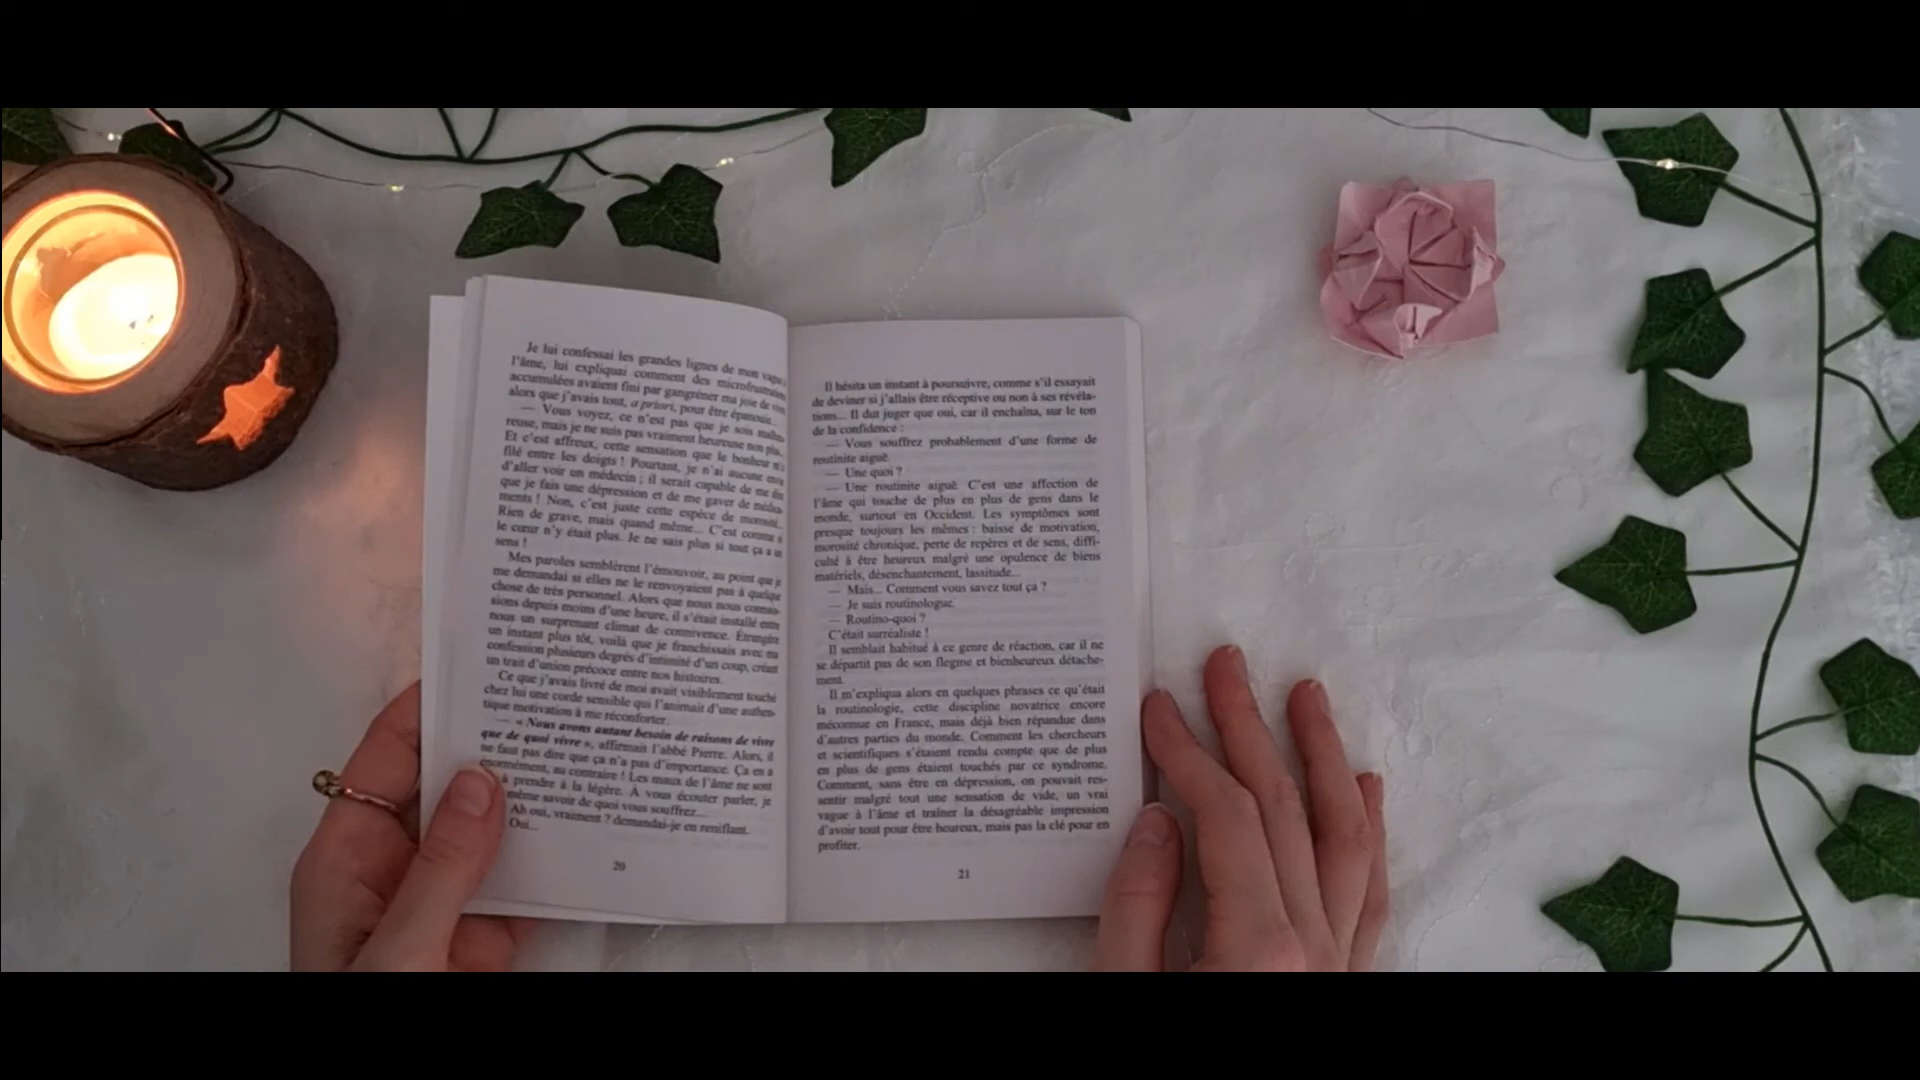 Je lui confessai les grandes lignes de mon vague
l'âme, lui expliquai comment des microfrustrations
accumulées avaient fini par gangréner ma joie de vivre
alors que j'avais tout, a priori, pour être épanouie...
— Vous voyez, ce n'est pas que je sois malheu-
reuse, mais je ne suis pas vraiment heureuse non plus...
Et c'est affreux, cette sensation que le bonheur m'a
filé entre les doigts ! Pourtant, je n'ai aucune envie
d'aller voir un médecin ; il serait capable de me dire
que je fais une dépression et de me gaver de médica-
ments ! Non, c'est juste cette espèce de morosité...
Rien de grave, mais quand même... C'est comme si
le cœur n'y était plus. Je ne sais plus si tout ça a un
sens !
Mes paroles semblèrent l'émouvoir, au point que je
me demandai si elles ne le renvoyaient pas à quelque
chose de très personnel. Alors que nous nous connais-
sions depuis moins d'une heure, il s'était installé entre
nous un surprenant climat de connivence. Étrangère
un instant plus tôt, voilà que je franchissais avec ma
confession plusieurs degrés d'intimité d'un coup, créant
un trait d'union précoce entre nos histoires.
Ce que j'avais livré de moi avait visiblement touché
chez lui une corde sensible qui l'animait d'une authen-
tique motivation à me réconforter.
— « Nous avons autant besoin de raisons de vivre
que de quoi vivre », affirmait l'abbé Pierre. Alors, il
ne faut pas dire que ça n'a pas d'importance. Ça en a
énormément, au contraire ! Les maux de l'âme ne sont
à prendre à la légère. À vous écouter parler, je
même savoir de quoi vous souffrez...
Ah oui, vraiment ? demandai-je en reniflant.
Oui...
20
Il hésita un instant à poursuivre, comme s'il essayait
de deviner si j'allais être réceptive ou non à ses révéla-
tions... Il dut juger que oui, car il enchaîna, sur le ton
de la confidence :
— Vous souffrez probablement d'une forme de
routinite aiguë.
— Une quoi ?
— Une routinite aiguë. C'est une affection de
l'âme qui touche de plus en plus de gens dans le
monde, surtout en Occident. Les symptômes sont
presque toujours les mêmes : baisse de motivation,
morosité chronique, perte de repères et de sens, diffi-
culté à être heureux malgré une opulence de biens
matériels, désenchantement, lassitude...
— Mais... Comment vous savez tout ça ?
— Je suis routinologue.
— Routino-quoi ?
C'était surréaliste !
Il semblait habitué à ce genre de réaction, car il ne
se départit pas de son flegme et bienheureux détache-
ment.
Il m'expliqua alors en quelques phrases ce qu'était
la routinologie, cette discipline novatrice encore
méconnue en France, mais déjà bien répandue dans
d'autres parties du monde. Comment les chercheurs
et scientifiques s'étaient rendu compte que de plus
en plus de gens étaient touchés par ce syndrome.
Comment, sans être en dépression, on pouvait res-
sentir malgré tout une sensation de vide, un vrai
vague à l'âme et traîner la désagréable impression
d'avoir tout pour être heureux, mais pas la clé pour en
profiter.
21